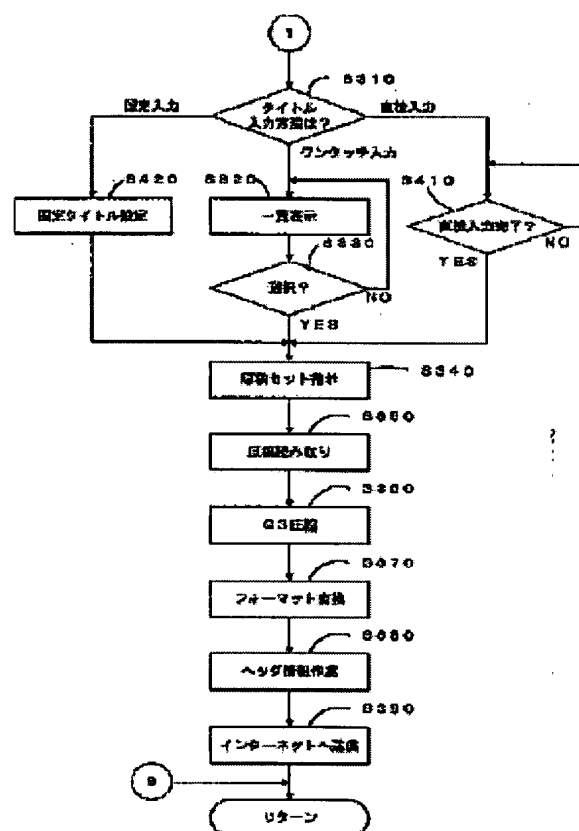 1
S310
タイトル
入力方法は?
固定入力
直接入力
ワンタッチ入力
S420
S320
S410
固定タイトル設定
一覧表示
直接入力完了?
S330
NO
YES
選択?
NO
YES
原稿セット指示
S340
S350
原稿読み取り
S360
G3圧縮
S370
フォーマット変換
S380
ヘッダ情報作成
S390
インターネットへ送信
9
リターン